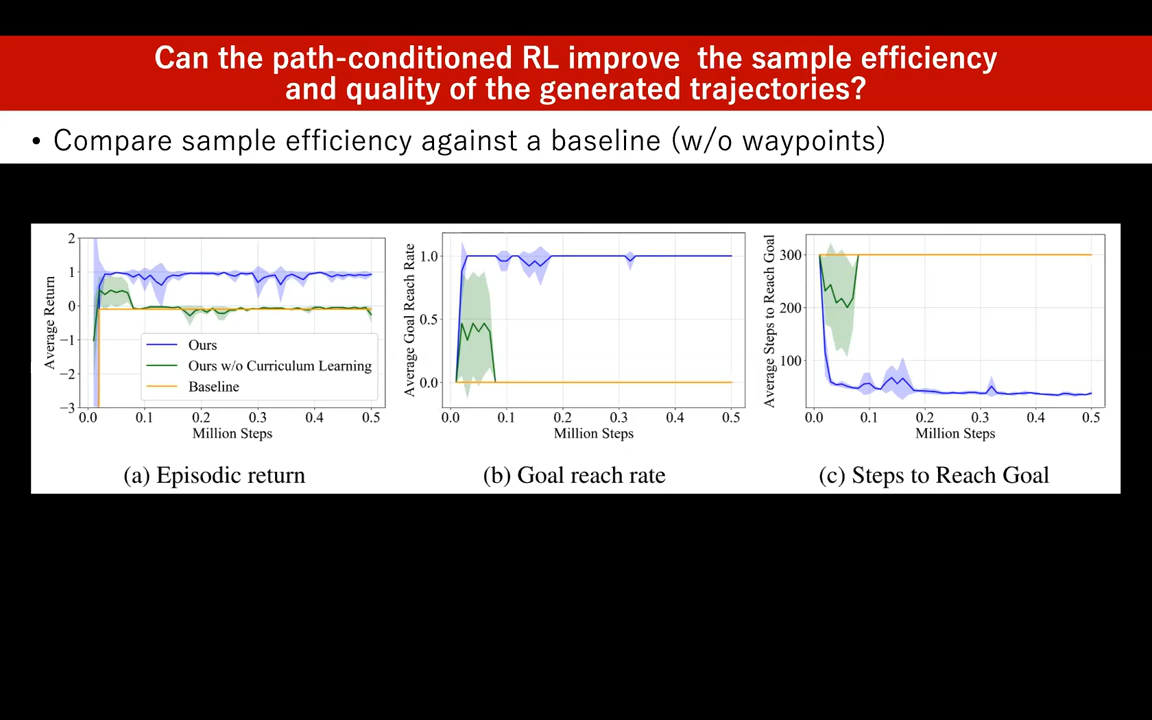 Can the path-conditioned RL improve the sample efficiency
and quality of the generated trajectories?
• Compare sample efficiency against a baseline (w/o waypoints)
Average Return
2
1
0
−1
−2
−3
Ours
Ours w/o Curriculum Learning
Baseline
0.0 0.1 0.2 0.3 0.4 0.5
Million Steps
(a) Episodic return
Average Goal Reach Rate
1.0
0.5
0.0
0.0 0.1 0.2 0.3 0.4 0.5
Million Steps
(b) Goal reach rate
Average Steps to Reach Goal
300
200
100
0.0 0.1 0.2 0.3 0.4 0.5
Million Steps
(c) Steps to Reach Goal